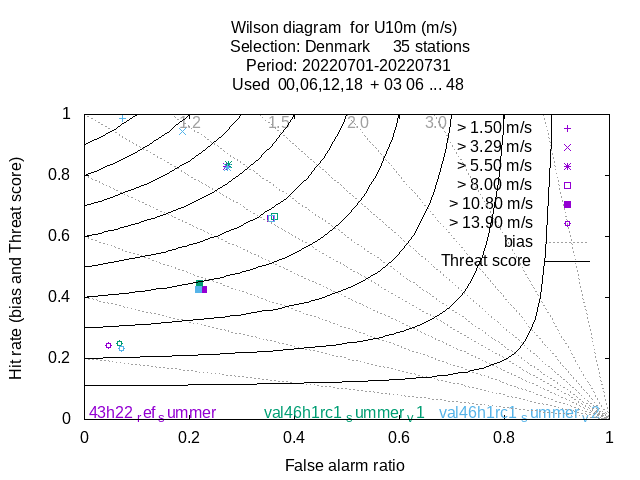 Wilson diagram  for U10m (m/s)
Selection: Denmark     35 stations
Period: 20220701-20220731
Used  00,06,12,18  + 03 06 ... 48
Hit rate (bias and Threat score)
1
0.8
0.6
0.4
0.2
0
1.2 1.5 2.0 3.0
> 1.50 m/s
> 3.29 m/s
> 5.50 m/s
> 8.00 m/s
> 10.80 m/s
> 13.90 m/s
bias
Threat score
43h22_ref_summer val46h1rc1_summer_v1 val46h1rc1_summer_v2
0 0.2 0.4 0.6 0.8 1
False alarm ratio